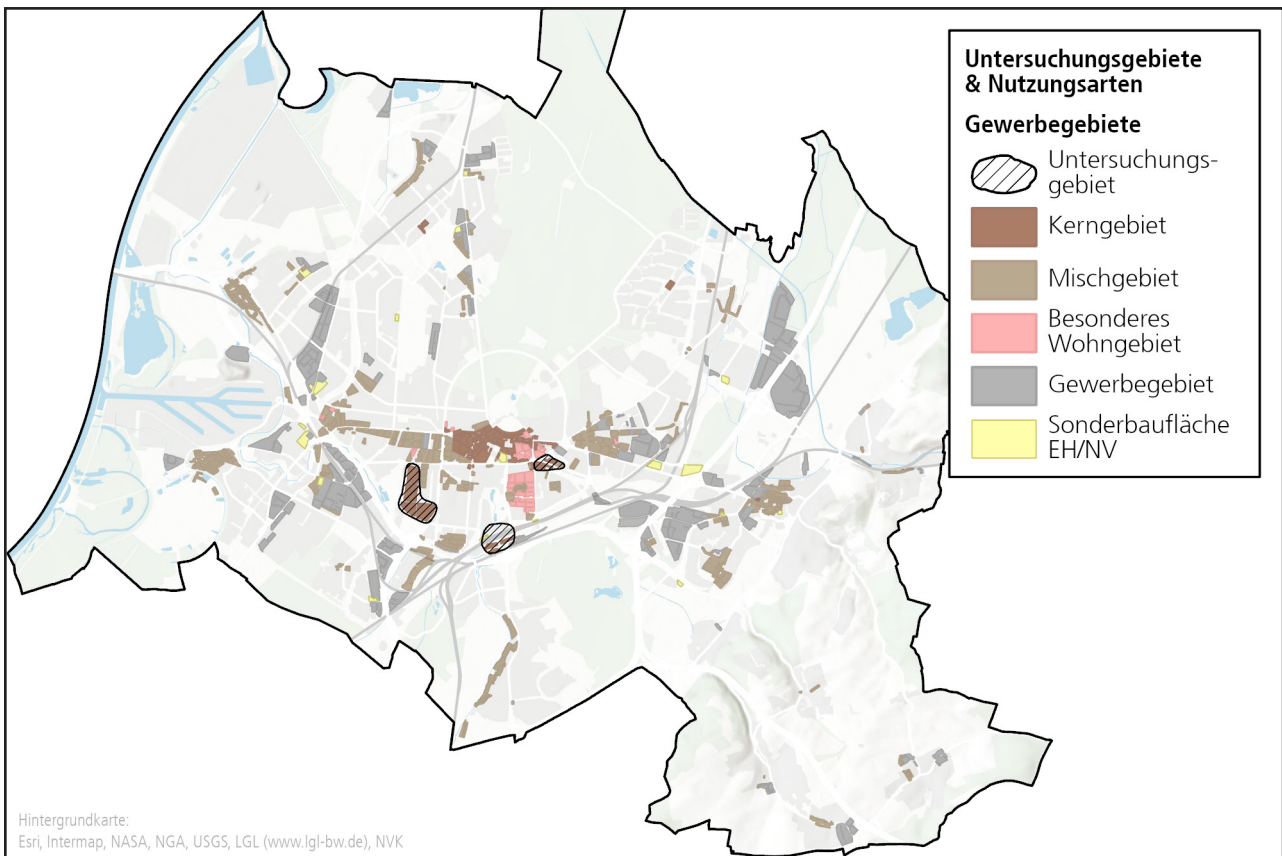 Untersuchungsgebiete
& Nutzungsarten
Gewerbegebiete
Untersuchungs-
gebiet
Kerngebiet
Mischgebiet
Besonderes
Wohngebiet
Gewerbegebiet
Sonderbaufläche
EH/NV
Hintergrundkarte:
Esri, Intermap, NASA, NGA, USGS, LGL (www.lgl-bw.de), NVK